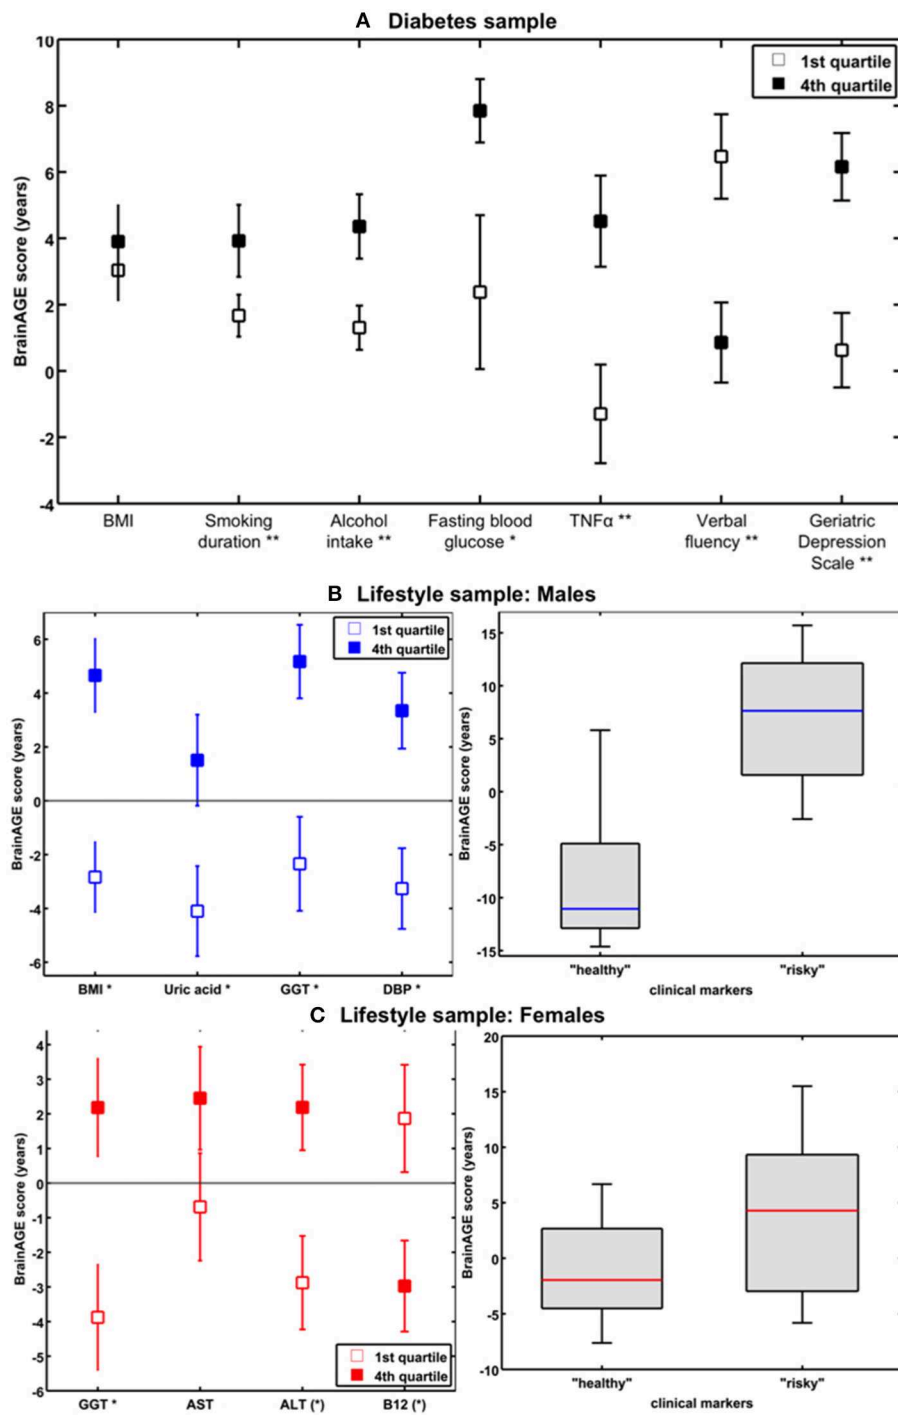 A Diabetes sample
10
8
6
4
2
0
-2
-4
BrainAGE score (years)
1st quartile
4th quartile
BMI
Smoking
duration **
Alcohol
intake **
Fasting blood
glucose *
TNFα **
Verbal
fluency **
Geriatric
Depression
Scale **
B Lifestyle sample: Males
6
4
2
0
-2
-4
-6
BrainAGE score (years)
1st quartile
4th quartile
BMI *
Uric acid *
GGT *
DBP *
15
10
5
0
-5
-10
-15
BrainAGE score (years)
"healthy"
"risky"
clinical markers
C Lifestyle sample: Females
4
3
2
1
0
-1
-2
-3
-4
-5
-6
BrainAGE score (years)
1st quartile
4th quartile
GGT *
AST
ALT (*)
B12 (*)
20
15
10
5
0
-5
-10
BrainAGE score (years)
"healthy"
"risky"
clinical markers